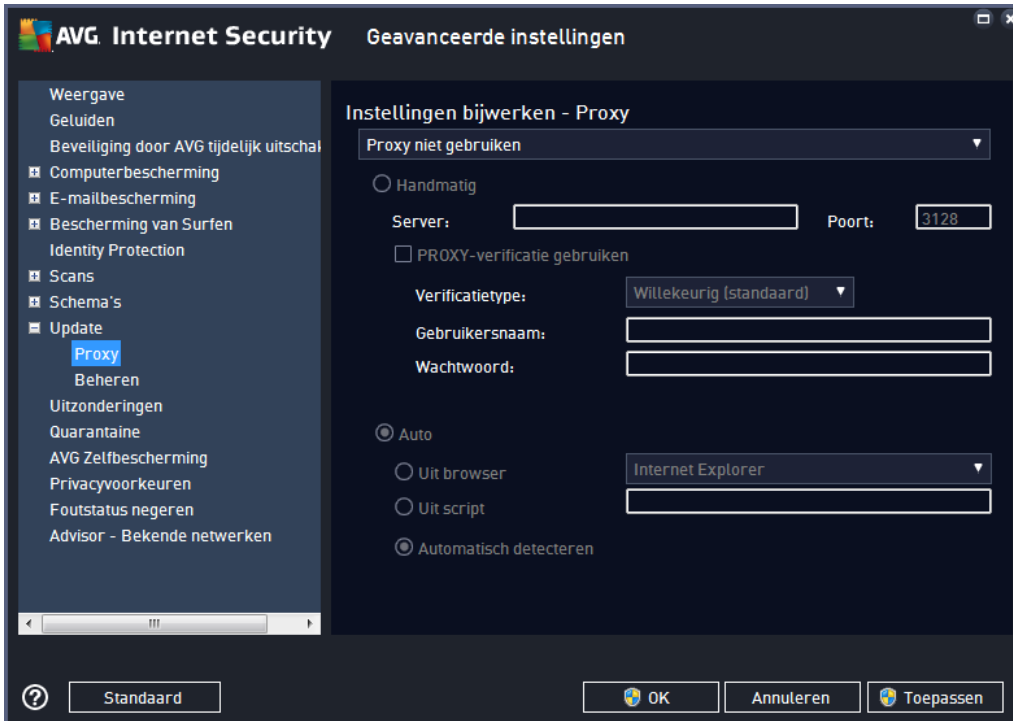 AVG Internet Security Geavanceerde instellingen
Weergave
Geluiden
Beveiliging door AVG tijdelijk uitschak
Computerbescherming
E-mailbescherming
Bescherming van Surfen
Identity Protection
Scans
Schema's
Update
Proxy
Beheren
Uitzonderingen
Quarantaine
AVG Zelfbescherming
Privacyvoorkeuren
Foutstatus negeren
Advisor - Bekende netwerken
Instellingen bijwerken - Proxy
Proxy niet gebruiken
Handmatig
Server: Poort: 3128
PROXY-verificatie gebruiken
Verificatietype: Willekeurig (standaard)
Gebruikersnaam:
Wachtwoord:
Auto
Uit browser Internet Explorer
Uit script
Automatisch detecteren
? Standaard OK Annuleren Toepassen